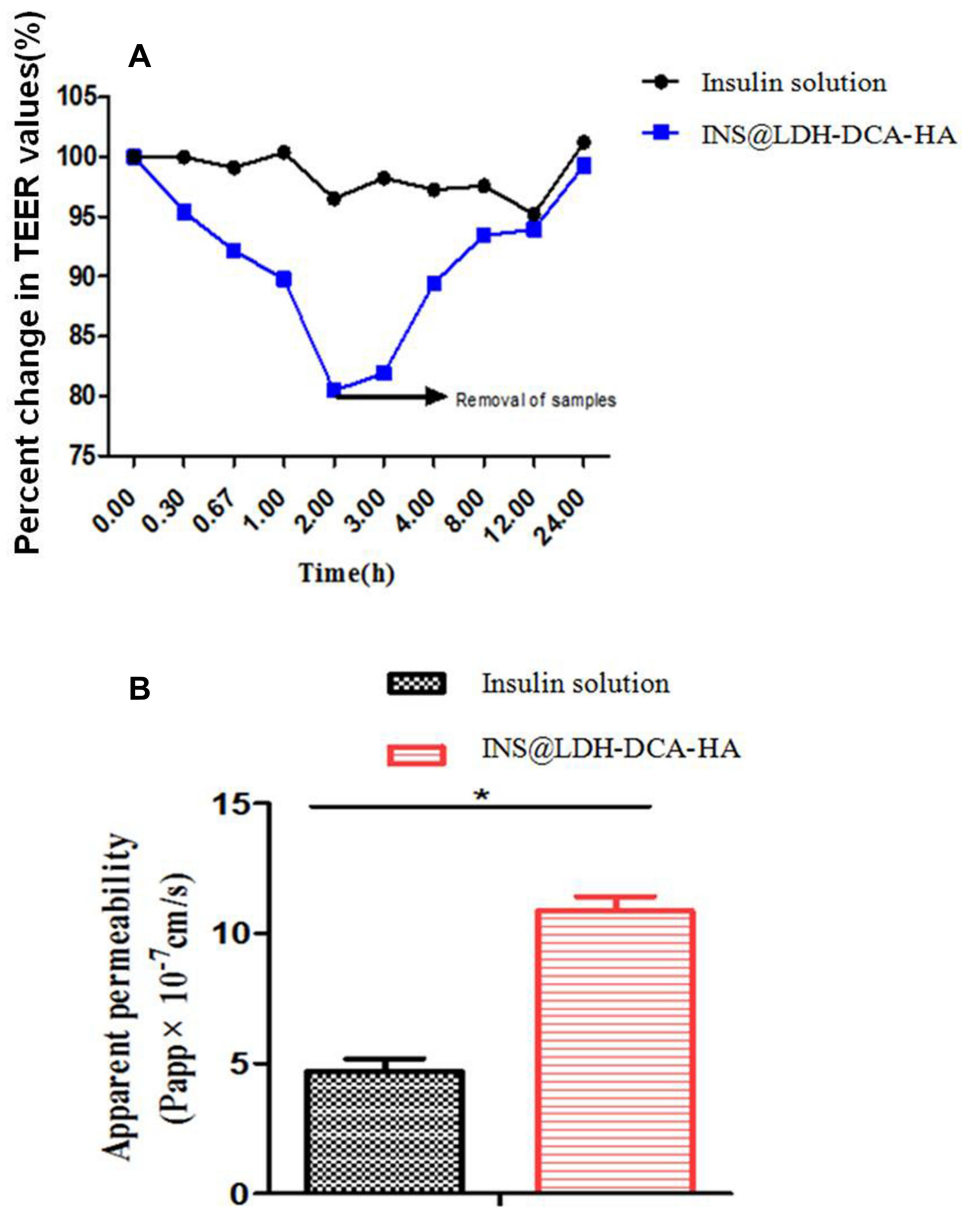 A
Percent change in TEER values(%)
105
100
95
90
85
80
75
Insulin solution
INS@LDH-DCA-HA
Removal of samples
0.00 0.30 0.67 1.00 2.00 3.00 4.00 8.00 12.00 24.00
Time(h)
B
Insulin solution
INS@LDH-DCA-HA
*
Apparent permeability
(Papp× 10⁻⁷cm/s)
15
10
5
0